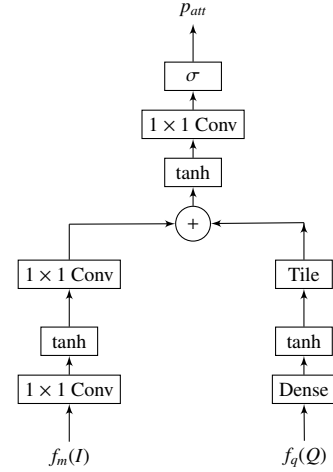 p_att
σ
1 × 1 Conv
tanh
+
1 × 1 Conv
Tile
tanh
tanh
1 × 1 Conv
Dense
f_m(I)
f_q(Q)